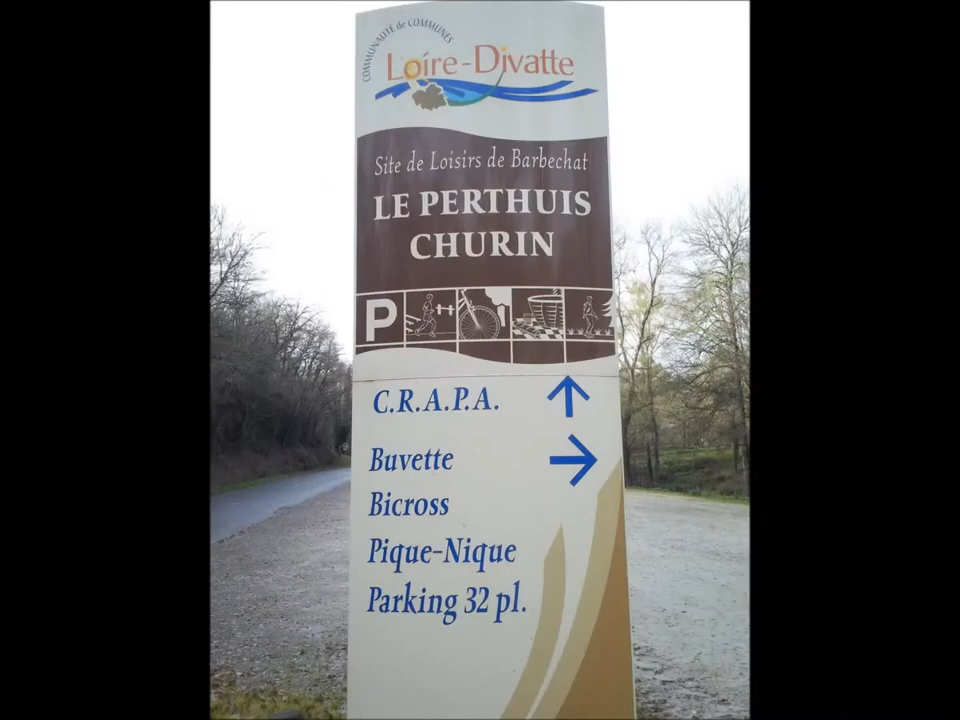 COMMUNAUTÉ de COMMUNES
Loire-Divatte
Site de Loisirs de Barbechat
LE PERTHUIS
CHURIN
P
C.R.A.P.A.
Buvette
Bicross
Pique-Nique
Parking 32 pl.